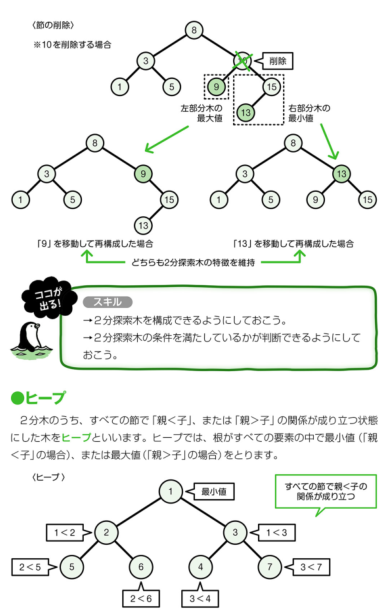 〈節の削除〉
※10を削除する場合
8
3
10
削除
1
5
9
15
13
左部分木の
最大値
右部分木の
最小値
8
3
9
1
5
15
13
「9」を移動して再構成した場合
8
3
13
1
5
9
15
「13」を移動して再構成した場合
どちらも2分探索木の特徴を維持
ココが
出る!
スキル
→2分探索木を構成できるようにしておこう。
→2分探索木の条件を満たしているかが判断できるようにして
おこう。
●ヒープ
2分木のうち、すべての節で「親<子」、または「親>子」の関係が成り立つ状態
にした木をヒープといいます。ヒープでは、根がすべての要素の中で最小値(「親
<子」の場合)、または最大値(「親>子」の場合)をとります。
〈ヒープ〉
1
最小値
すべての節で親<子の
関係が成り立つ
1<2
2
3
1<3
2<5
5
6
4
7
3<7
2<6
3<4